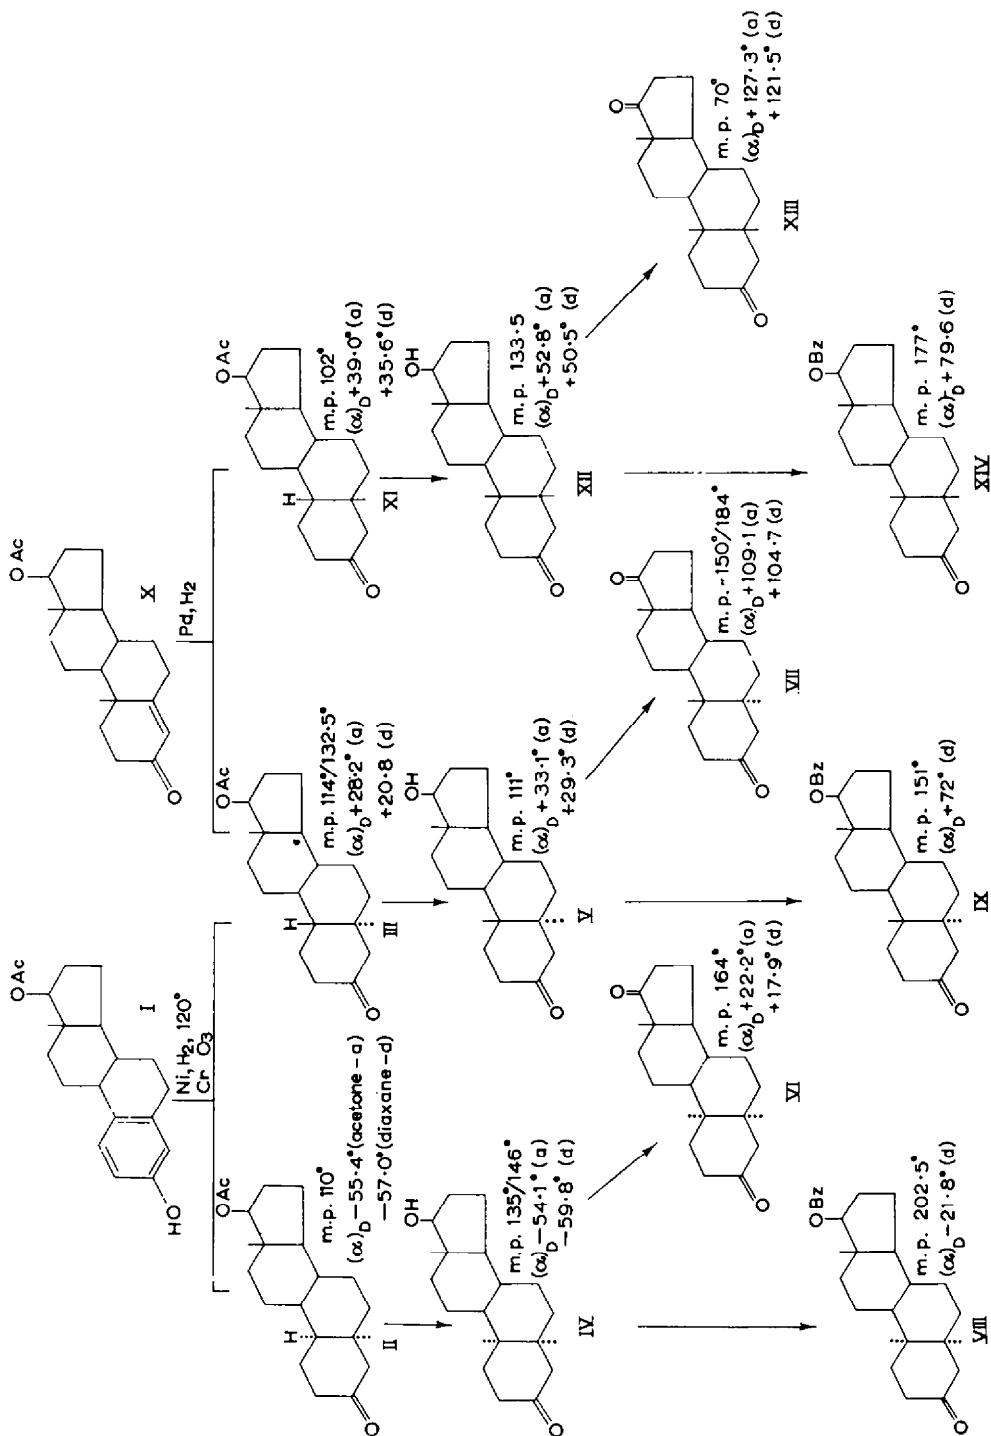 HO
OAc
I
Ni, H₂, 120°
Cr O₃
OAc
X
Pd, H₂
OAc
H
O
II
m.p. 110°
(α)D −55·4° (acetone-a)
−57·0° (diaxane-d)
OAc
H
O
III
m.p. 114°/132·5°
(α)D +28·2° (a)
+20·8 (d)
OAc
H
O
XI
m.p. 102°
(α)D +39·0° (a)
+35·6° (d)
OH
O
IV
m.p. 135°/146°
(α)D −54·1° (a)
−59·8° (d)
OH
O
V
m.p. 111°
(α)D +33·1° (a)
+29·3° (d)
OH
O
XII
m.p. 133·5
(α)D +52·8° (a)
+50·5° (d)
O
O
VI
m.p. 164°
(α)D +22·2° (a)
+17·9° (d)
O
O
VII
m.p. ~150°/184°
(α)D +109·1 (a)
+104·7 (d)
O
O
XIII
m.p. 70°
(α)D +127·3° (a)
+121·5° (d)
OBz
O
VIII
m.p. 202·5°
(α)D −21·8° (d)
OBz
O
IX
m.p. 151°
(α)D +72° (d)
OBz
O
XIV
m.p. 177°
(α)D +79·6 (d)